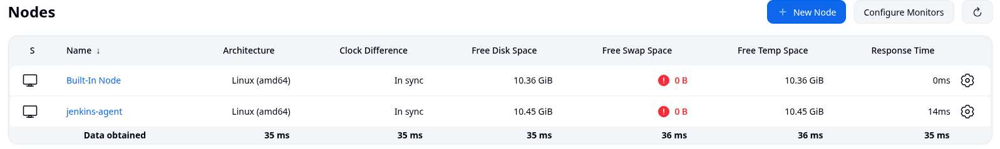 Nodes
+ New Node Configure Monitors
S Name ↓ Architecture Clock Difference Free Disk Space Free Swap Space Free Temp Space Response Time
Built-In Node Linux (amd64) In sync 10.36 GiB ! 0 B 10.36 GiB 0ms
jenkins-agent Linux (amd64) In sync 10.45 GiB ! 0 B 10.45 GiB 14ms
Data obtained 35 ms 35 ms 35 ms 36 ms 36 ms 35 ms